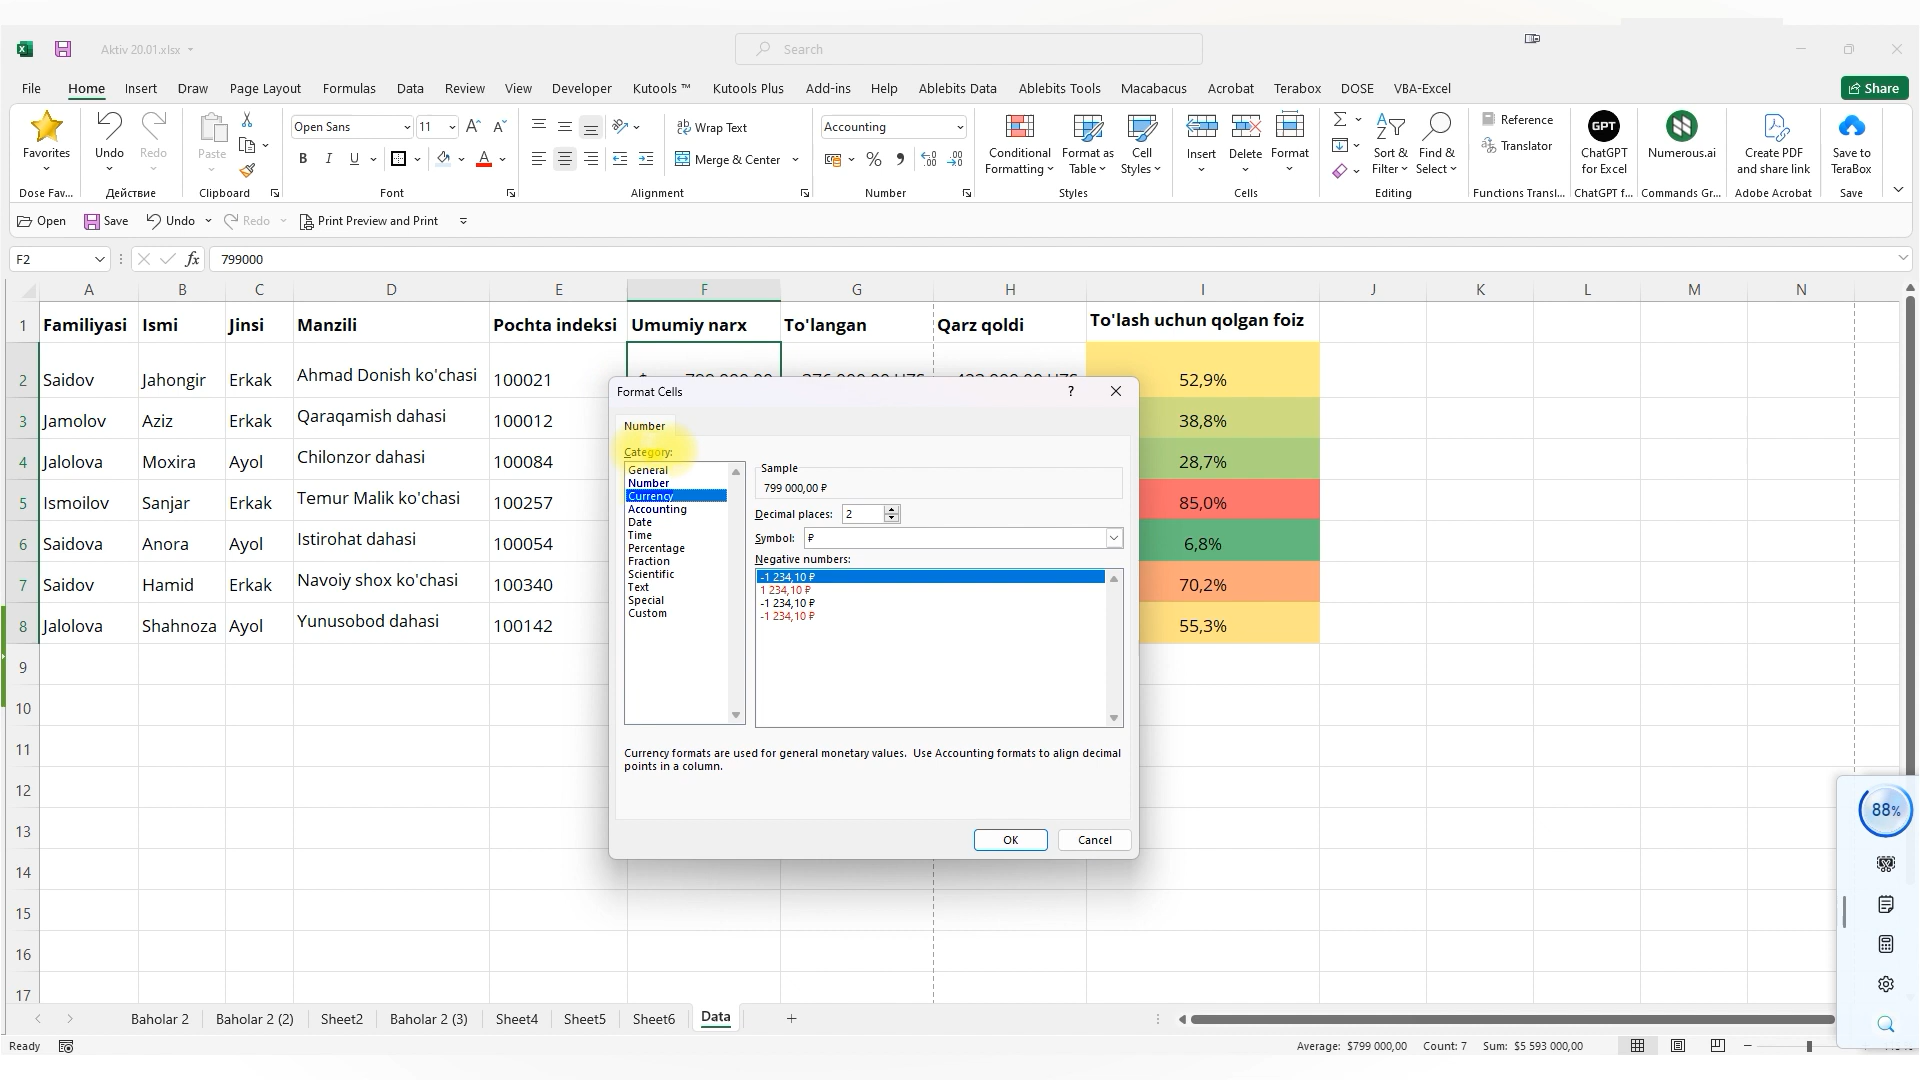 Aktiv 20.01.xlsx
Search
File Home Insert Draw Page Layout Formulas Data Review View Developer Kutools ™ Kutools Plus Add-ins Help Ablebits Data Ablebits Tools Macabacus Acrobat Terabox DOSE VBA-Excel Share
Favorites
Dose Fav...
Undo Redo
Действие
Paste
Clipboard
Open Sans 11
B I U
Font
Wrap Text
Merge & Center
Alignment
Accounting
Number
Conditional Formatting
Format as Table
Cell Styles
Styles
Insert Delete Format
Cells
Sort & Filter
Find & Select
Editing
Reference
Translator
Functions Transl...
GPT
ChatGPT for Excel
ChatGPT f...
Numerous.ai
Commands Gr...
Create PDF and share link
Adobe Acrobat
Save to TeraBox
Save
Open Save Undo Redo Print Preview and Print
F2 fx 799000
A B C D E F G H I J K L M N
1 Familiyasi Ismi Jinsi Manzili Pochta indeksi Umumiy narx To'langan Qarz qoldi To'lash uchun qolgan foiz
2 Saidov Jahongir Erkak Ahmad Donish ko'chasi 100021 52,9%
3 Jamolov Aziz Erkak Qaraqamish dahasi 100012 38,8%
4 Jalolova Moxira Ayol Chilonzor dahasi 100084 28,7%
5 Ismoilov Sanjar Erkak Temur Malik ko'chasi 100257 85,0%
6 Saidova Anora Ayol Istirohat dahasi 100054 6,8%
7 Saidov Hamid Erkak Navoiy shox ko'chasi 100340 70,2%
8 Jalolova Shahnoza Ayol Yunusobod dahasi 100142 55,3%
9
10
11
12
13
14
15
16
17
Format Cells ?
Number
Category:
General
Number
Currency
Accounting
Date
Time
Percentage
Fraction
Scientific
Text
Special
Custom
Sample
799 000,00 ₽
Decimal places: 2
Symbol: ₽
Negative numbers:
-1 234,10 ₽
1 234,10 ₽
-1 234,10 ₽
-1 234,10 ₽
Currency formats are used for general monetary values. Use Accounting formats to align decimal
points in a column.
OK Cancel
88%
Baholar 2 Baholar 2 (2) Sheet2 Baholar 2 (3) Sheet4 Sheet5 Sheet6 Data
Ready Average: $799 000,00 Count: 7 Sum: $5 593 000,00